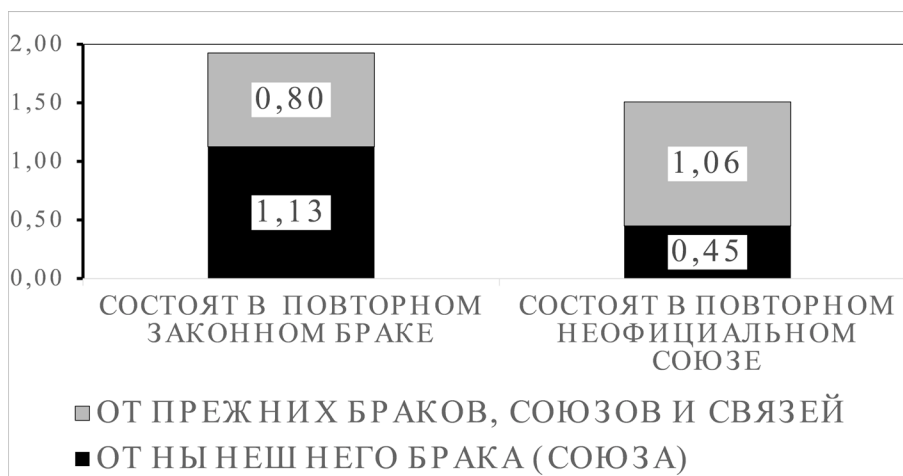 2,00
0,80
1,50
1,06
1,00
1,13
0,50
0,45
0,00
СОСТОЯТ В ПОВТОРНОМ
ЗАКОННОМ БРАКЕ
СОСТОЯТ В ПОВТОРНОМ
НЕОФИЦИАЛЬНОМ
СОЮЗЕ
ОТ ПРЕЖНИХ БРАКОВ, СОЮЗОВ И СВЯЗЕЙ
ОТ НЫНЕШНЕГО БРАКА (СОЮЗА)